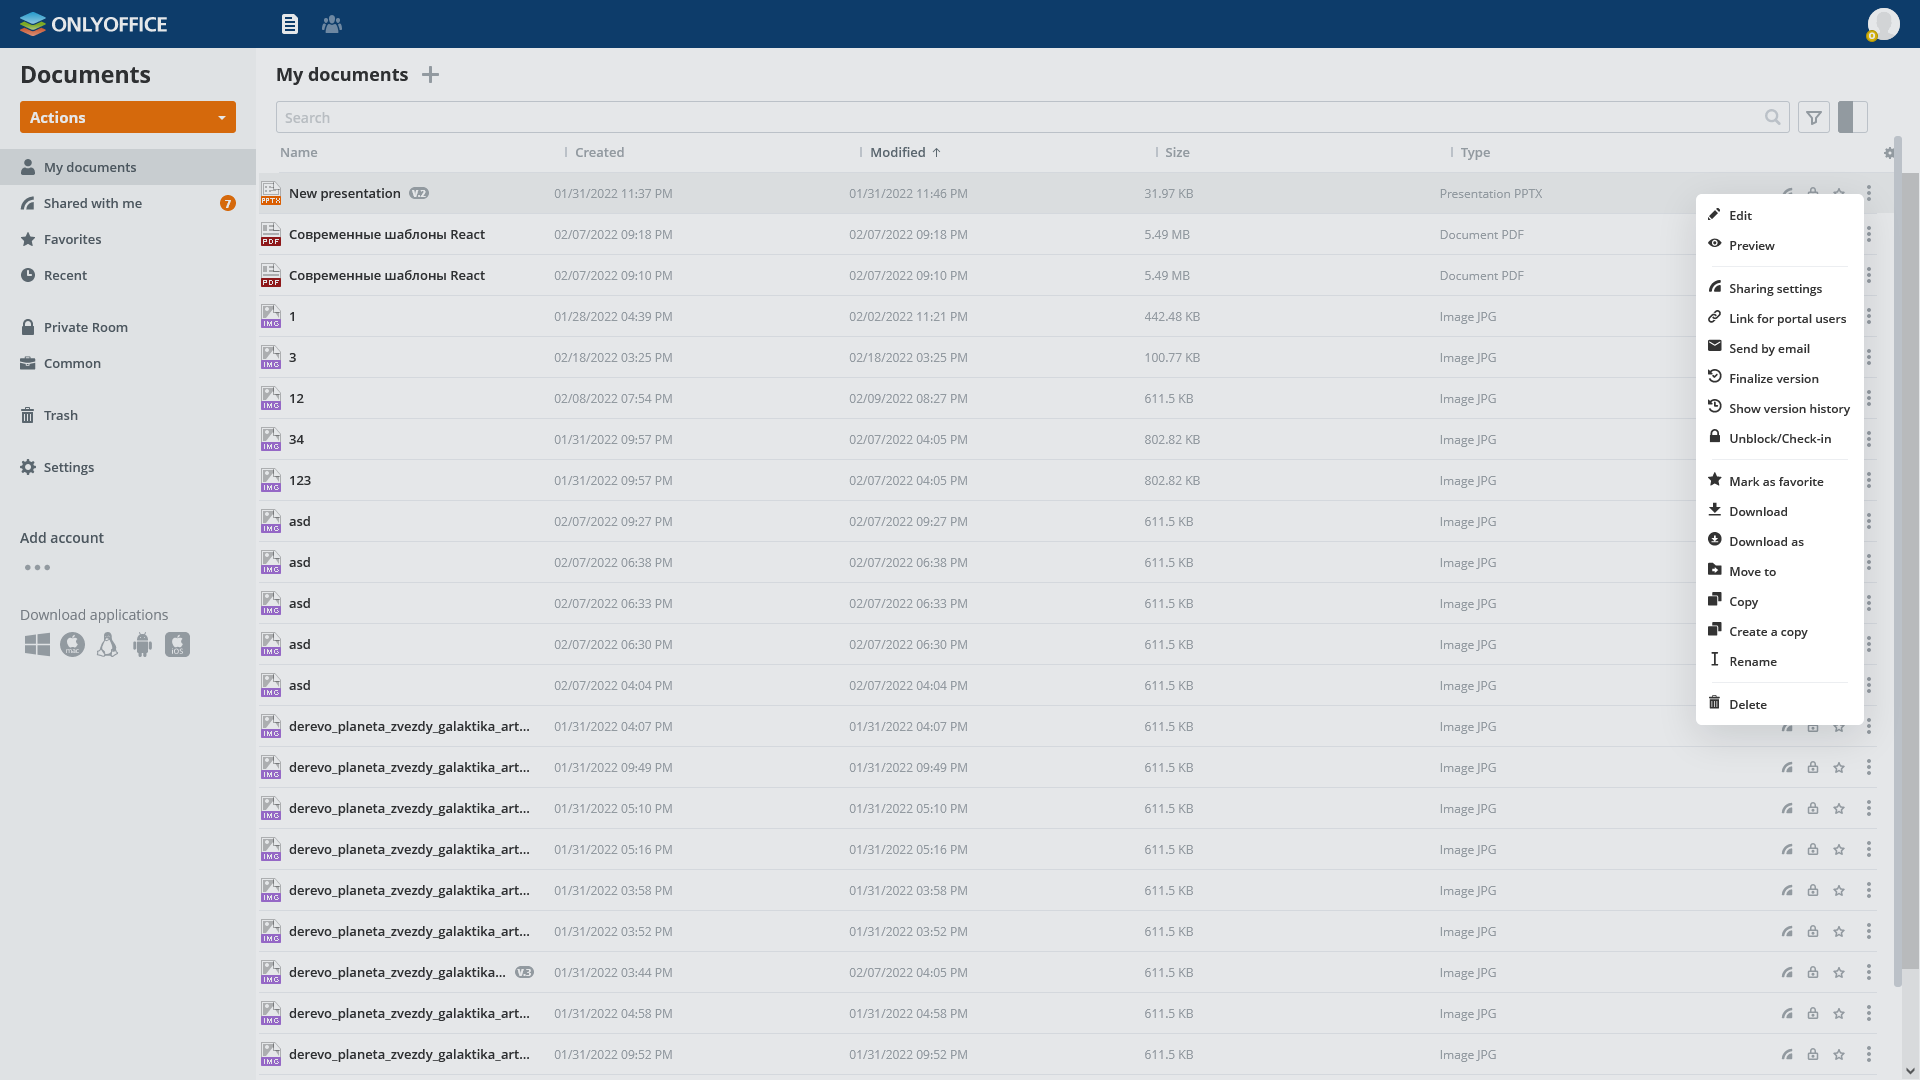 ONLYOFFICE
Documents
Actions
My documents
Shared with me 7
Favorites
Recent
Private Room
Common
Trash
Settings
Add account
Download applications
My documents
Search
Name Created Modified Size Type
New presentation V.2 01/31/2022 11:37 PM 01/31/2022 11:46 PM 31.97 KB Presentation PPTX
Современные шаблоны React 02/07/2022 09:18 PM 02/07/2022 09:18 PM 5.49 MB Document PDF
Современные шаблоны React 02/07/2022 09:10 PM 02/07/2022 09:10 PM 5.49 MB Document PDF
1 01/28/2022 04:39 PM 02/02/2022 11:21 PM 442.48 KB Image JPG
3 02/18/2022 03:25 PM 02/18/2022 03:25 PM 100.77 KB Image JPG
12 02/08/2022 07:54 PM 02/09/2022 08:27 PM 611.5 KB Image JPG
34 01/31/2022 09:57 PM 02/07/2022 04:05 PM 802.82 KB Image JPG
123 01/31/2022 09:57 PM 02/07/2022 04:05 PM 802.82 KB Image JPG
asd 02/07/2022 09:27 PM 02/07/2022 09:27 PM 611.5 KB Image JPG
asd 02/07/2022 06:38 PM 02/07/2022 06:38 PM 611.5 KB Image JPG
asd 02/07/2022 06:33 PM 02/07/2022 06:33 PM 611.5 KB Image JPG
asd 02/07/2022 06:30 PM 02/07/2022 06:30 PM 611.5 KB Image JPG
asd 02/07/2022 04:04 PM 02/07/2022 04:04 PM 611.5 KB Image JPG
derevo_planeta_zvezdy_galaktika_art... 01/31/2022 04:07 PM 01/31/2022 04:07 PM 611.5 KB Image JPG
derevo_planeta_zvezdy_galaktika_art... 01/31/2022 09:49 PM 01/31/2022 09:49 PM 611.5 KB Image JPG
derevo_planeta_zvezdy_galaktika_art... 01/31/2022 05:10 PM 01/31/2022 05:10 PM 611.5 KB Image JPG
derevo_planeta_zvezdy_galaktika_art... 01/31/2022 05:16 PM 01/31/2022 05:16 PM 611.5 KB Image JPG
derevo_planeta_zvezdy_galaktika_art... 01/31/2022 03:58 PM 01/31/2022 03:58 PM 611.5 KB Image JPG
derevo_planeta_zvezdy_galaktika_art... 01/31/2022 03:52 PM 01/31/2022 03:52 PM 611.5 KB Image JPG
derevo_planeta_zvezdy_galaktika... V.3 01/31/2022 03:44 PM 02/07/2022 04:05 PM 611.5 KB Image JPG
derevo_planeta_zvezdy_galaktika_art... 01/31/2022 04:58 PM 01/31/2022 04:58 PM 611.5 KB Image JPG
derevo_planeta_zvezdy_galaktika_art... 01/31/2022 09:52 PM 01/31/2022 09:52 PM 611.5 KB Image JPG
Edit
Preview
Sharing settings
Link for portal users
Send by email
Finalize version
Show version history
Unblock/Check-in
Mark as favorite
Download
Download as
Move to
Copy
Create a copy
Rename
Delete